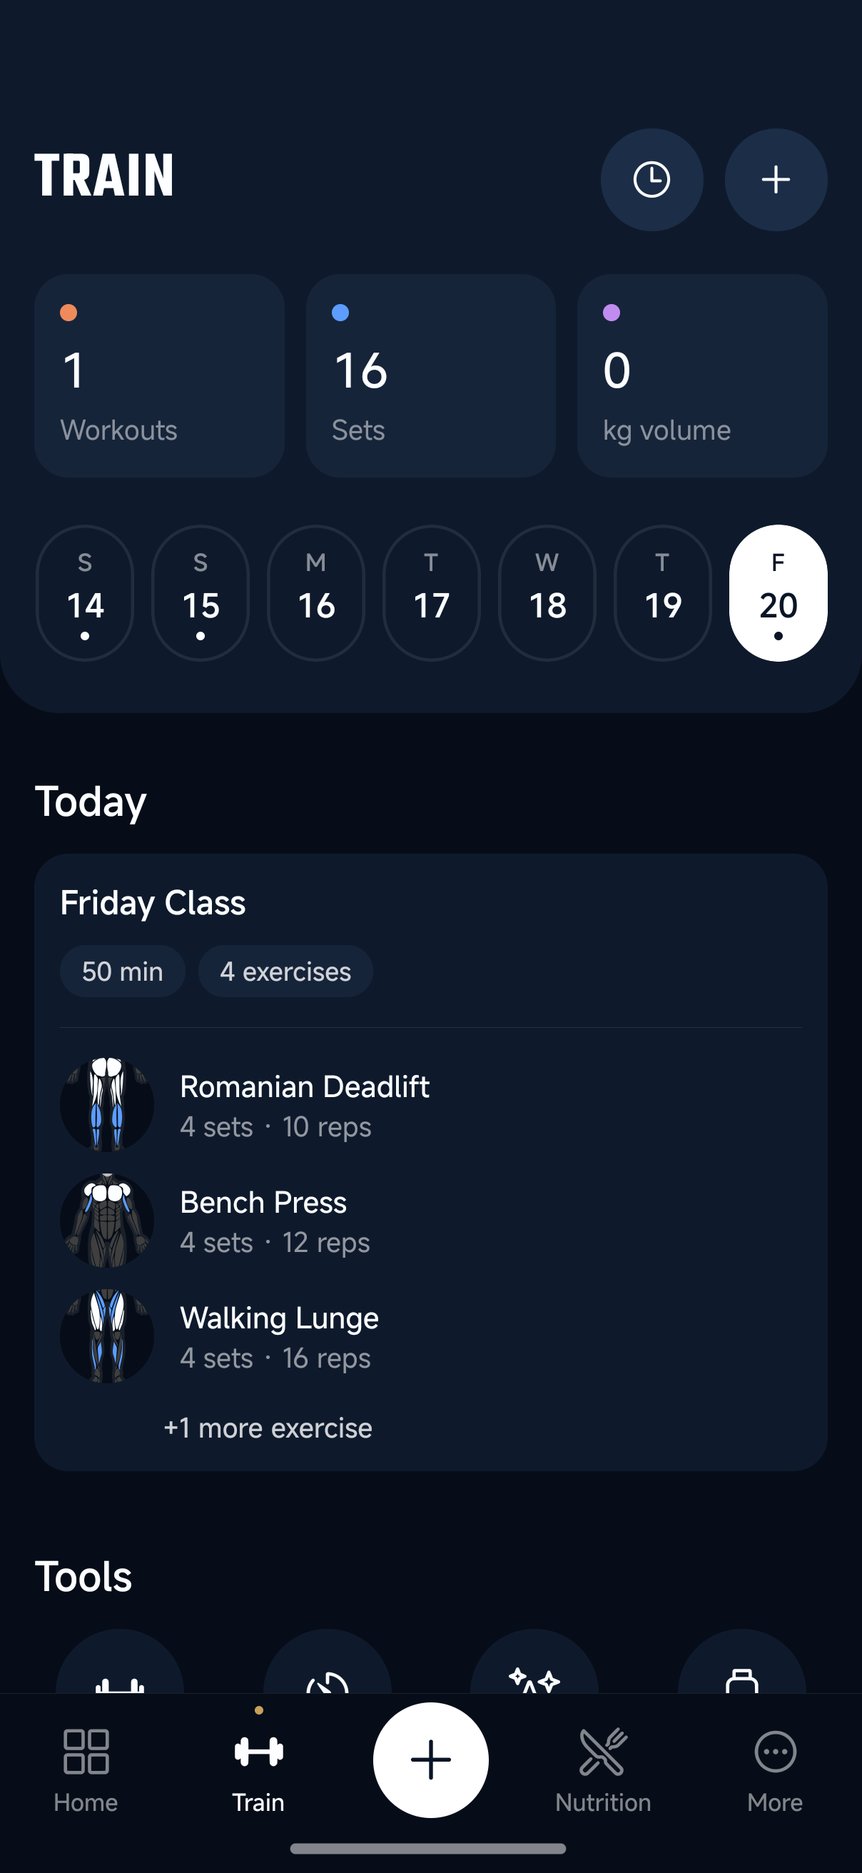 TRAIN
1
Workouts
16
Sets
0
kg volume
S
14
S
15
M
16
T
17
W
18
T
19
F
20
Today
Friday Class
50 min
4 exercises
Romanian Deadlift
4 sets · 10 reps
Bench Press
4 sets · 12 reps
Walking Lunge
4 sets · 16 reps
+1 more exercise
Tools
Home
Train
Nutrition
More